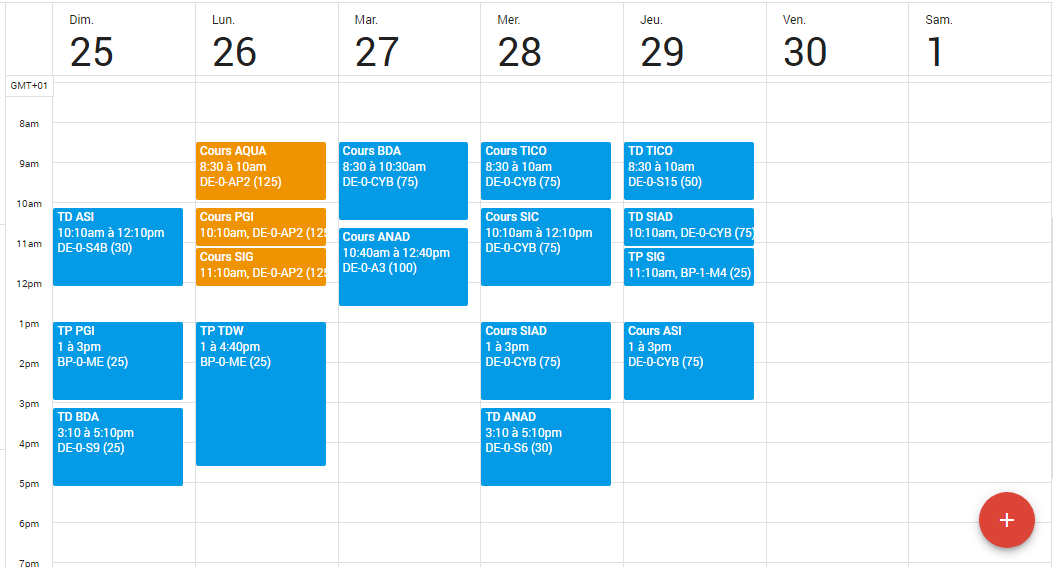 Dim.
25
Lun.
26
Mar.
27
Mer.
28
Jeu.
29
Ven.
30
Sam.
1
GMT+01
8am
9am
10am
11am
12pm
1pm
2pm
3pm
4pm
5pm
6pm
7pm
TD ASI
10:10am à 12:10pm
DE-0-S4B (30)
TP PGI
1 à 3pm
BP-0-ME (25)
TD BDA
3:10 à 5:10pm
DE-0-S9 (25)
Cours AQUA
8:30 à 10am
DE-0-AP2 (125)
Cours PGI
10:10am, DE-0-AP2 (125
Cours SIG
11:10am, DE-0-AP2 (125
TP TDW
1 à 4:40pm
BP-0-ME (25)
Cours BDA
8:30 à 10:30am
DE-0-CYB (75)
Cours ANAD
10:40am à 12:40pm
DE-0-A3 (100)
Cours TICO
8:30 à 10am
DE-0-CYB (75)
Cours SIC
10:10am à 12:10pm
DE-0-CYB (75)
Cours SIAD
1 à 3pm
DE-0-CYB (75)
TD ANAD
3:10 à 5:10pm
DE-0-S6 (30)
TD TICO
8:30 à 10am
DE-0-S15 (50)
TD SIAD
10:10am, DE-0-CYB (75)
TP SIG
11:10am, BP-1-M4 (25)
Cours ASI
1 à 3pm
DE-0-CYB (75)